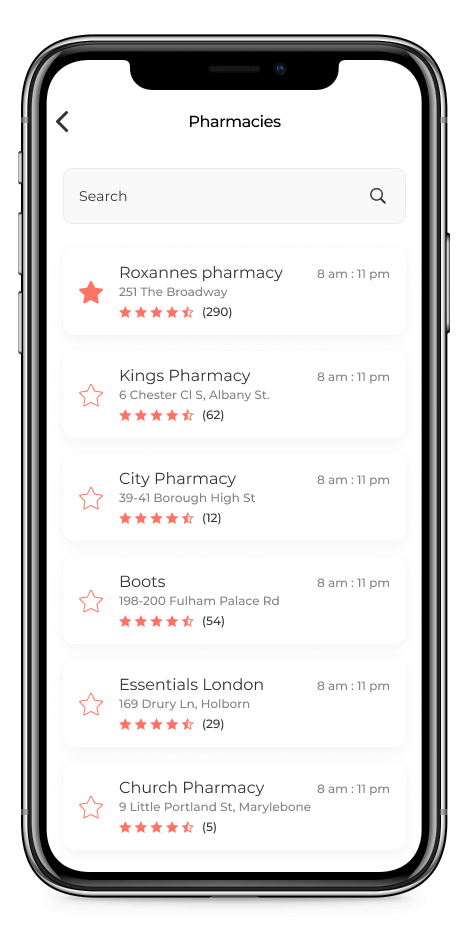 Pharmacies
Search
Roxannes pharmacy 8 am : 11 pm
251 The Broadway
(290)
Kings Pharmacy 8 am : 11 pm
6 Chester Cl S, Albany St.
(62)
City Pharmacy 8 am : 11 pm
39-41 Borough High St
(12)
Boots 8 am : 11 pm
198-200 Fulham Palace Rd
(54)
Essentials London 8 am : 11 pm
169 Drury Ln, Holborn
(29)
Church Pharmacy 8 am : 11 pm
9 Little Portland St, Marylebone
(5)